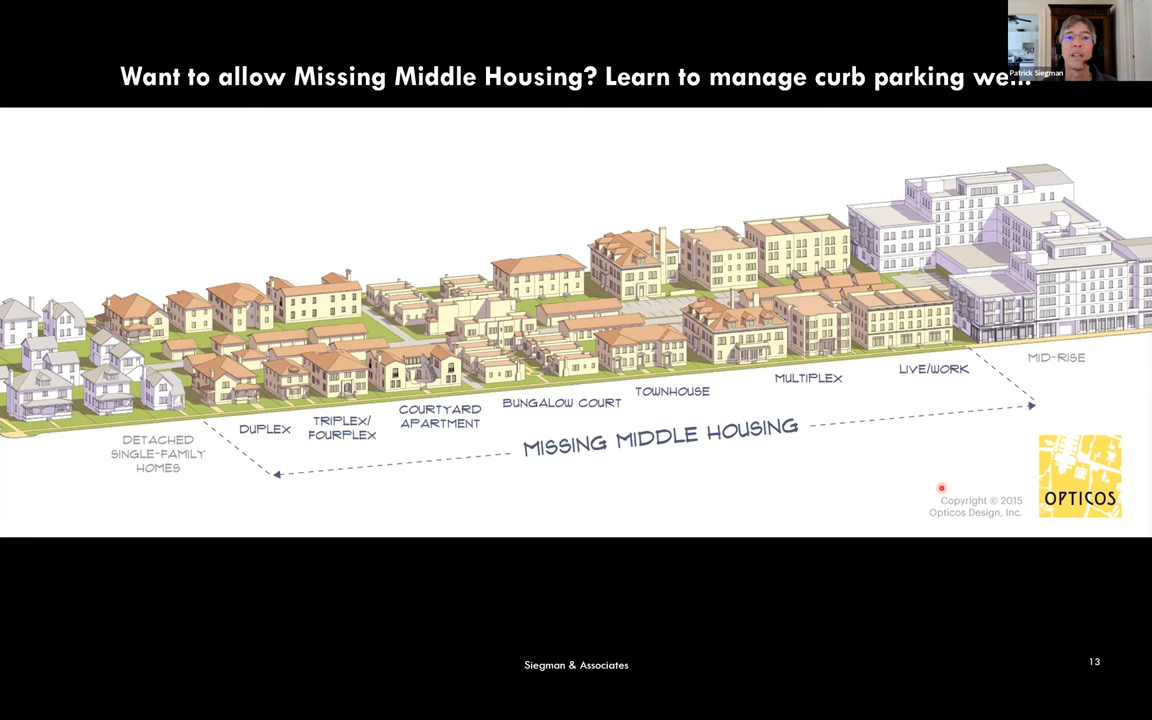 Patrick Siegman
Want to allow Missing Middle Housing? Learn to manage curb parking
DETACHED
SINGLE-FAMILY
HOMES
DUPLEX
TRIPLEX/
FOURPLEX
COURTYARD
APARTMENT
BUNGALOW COURT
TOWNHOUSE
MULTIPLEX
LIVE/WORK
MID-RISE
MISSING MIDDLE HOUSING
Copyright © 2015
Opticos Design, Inc.
OPTICOS
Siegman & Associates
13